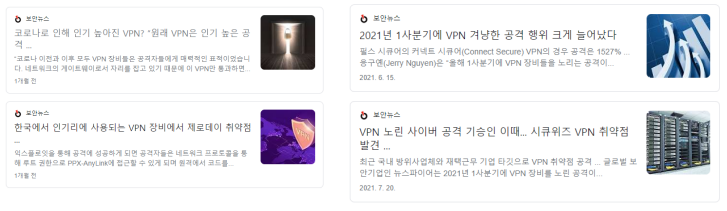 보안뉴스
코로나로 인해 인기 높아진 VPN? "원래 VPN은 인기 높은 공
격 ...
"코로나 이전과 이후 모두 VPN 장비들은 공격자들에게 매력적인 표적이었습니
다. 네트워크의 게이트웨이로서 자리를 잡고 있기 때문에 이 VPN만 통과하면...
1개월 전
보안뉴스
한국에서 인기리에 사용되는 VPN 장비에서 제로데이 취약점
...
익스플로잇을 통해 공격에 성공하게 되면 공격자들은 네트워크 프로토콜을 통
해 루트 권한으로 PPX-AnyLink에 접근할 수 있게 되며 원격에서 코드를...
1개월 전
보안뉴스
2021년 1사분기에 VPN 겨냥한 공격 행위 크게 늘어났다
펄스 시큐어의 커넥트 시큐어(Connect Secure) VPN의 경우 공격은 1527% ...
응구옌(Jerry Nguyen)은 "올해 1사분기에 VPN 장비들을 노리는 공격이...
2021. 6. 15.
보안뉴스
VPN 노린 사이버 공격 기승인 이때... 시큐위즈 VPN 취약점
발견 ...
최근 국내 방위사업체와 재택근무 기업 타깃으로 VPN 취약점 공격 ... 글로벌 보
안기업인 뉴스파이어는 2021년 1사분기에 VPN 장비를 노린 공격이...
2021. 7. 20.